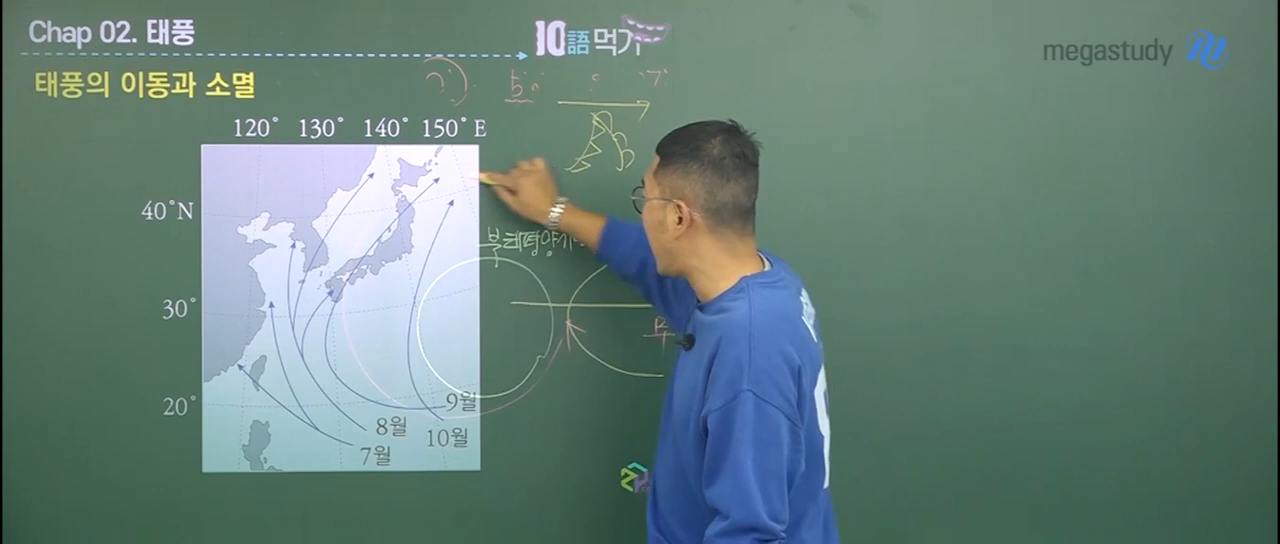 Chap 02. 태풍
10語먹기
megastudy
태풍의 이동과 소멸
120° 130° 140° 150° E
40°N
30°
20°
북태평양
9월
8월
10월
7월